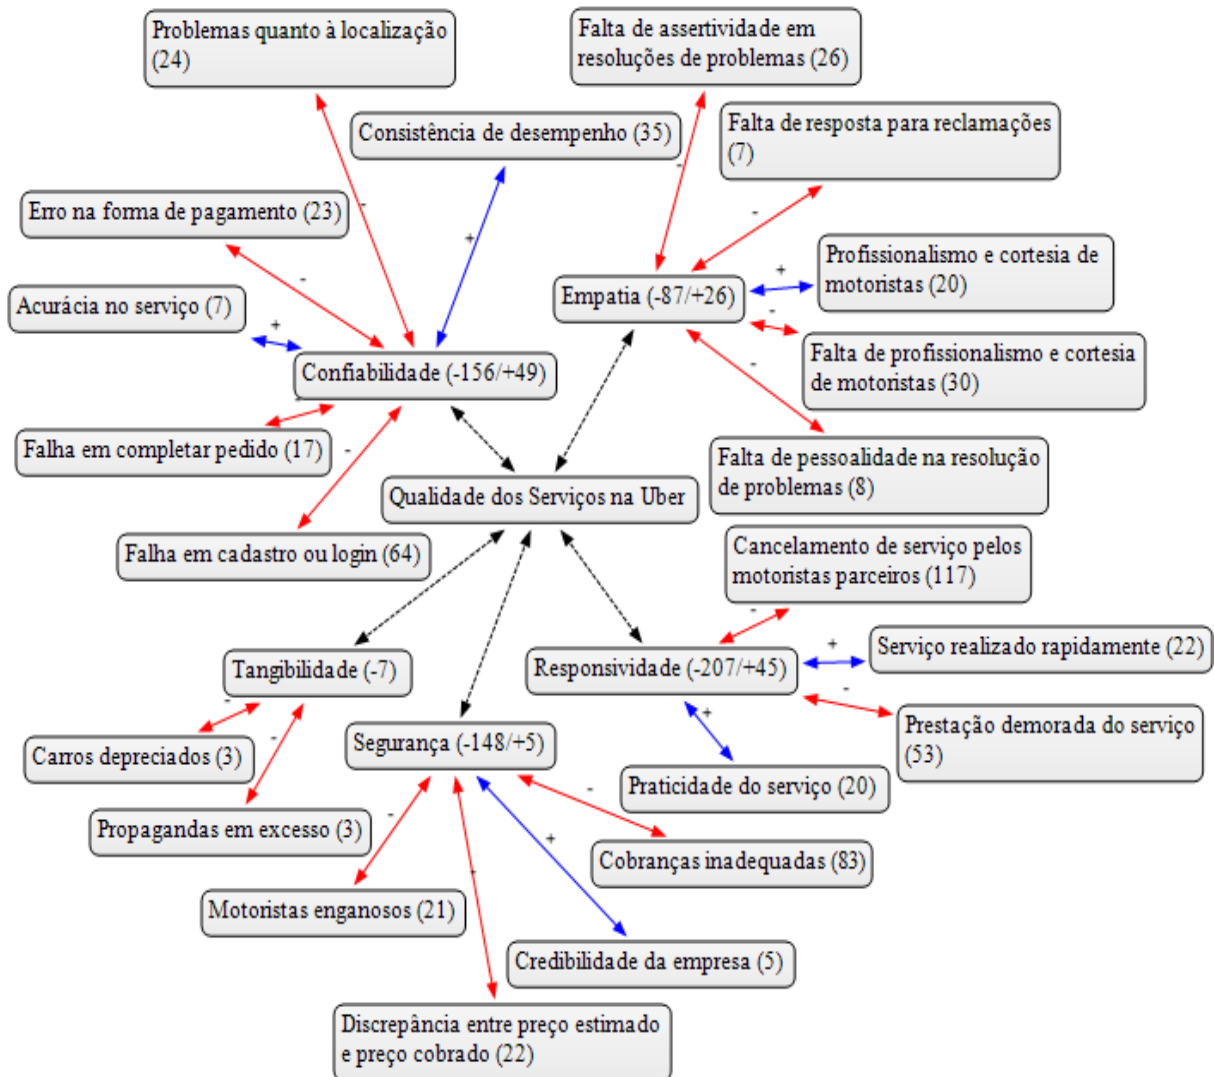 Problemas quanto à localização
(24)
Falta de assertividade em
resoluções de problemas (26)
Consistência de desempenho (35)
Falta de resposta para reclamações
(7)
Erro na forma de pagamento (23)
Profissionalismo e cortesia de
motoristas (20)
Empatia (-87/+26)
Acurácia no serviço (7)
Falta de profissionalismo e cortesia
de motoristas (30)
Confiabilidade (-156/+49)
Falha em completar pedido (17)
Falta de pessoalidade na resolução
de problemas (8)
Qualidade dos Serviços na Uber
Falha em cadastro ou login (64)
Cancelamento de serviço pelos
motoristas parceiros (117)
Serviço realizado rapidamente (22)
Tangibilidade (-7)
Responsividade (-207/+45)
Prestação demorada do serviço
(53)
Segurança (-148/+5)
Carros depreciados (3)
Praticidade do serviço (20)
Propagandas em excesso (3)
Cobranças inadequadas (83)
Motoristas enganosos (21)
Credibilidade da empresa (5)
Discrepância entre preço estimado
e preço cobrado (22)